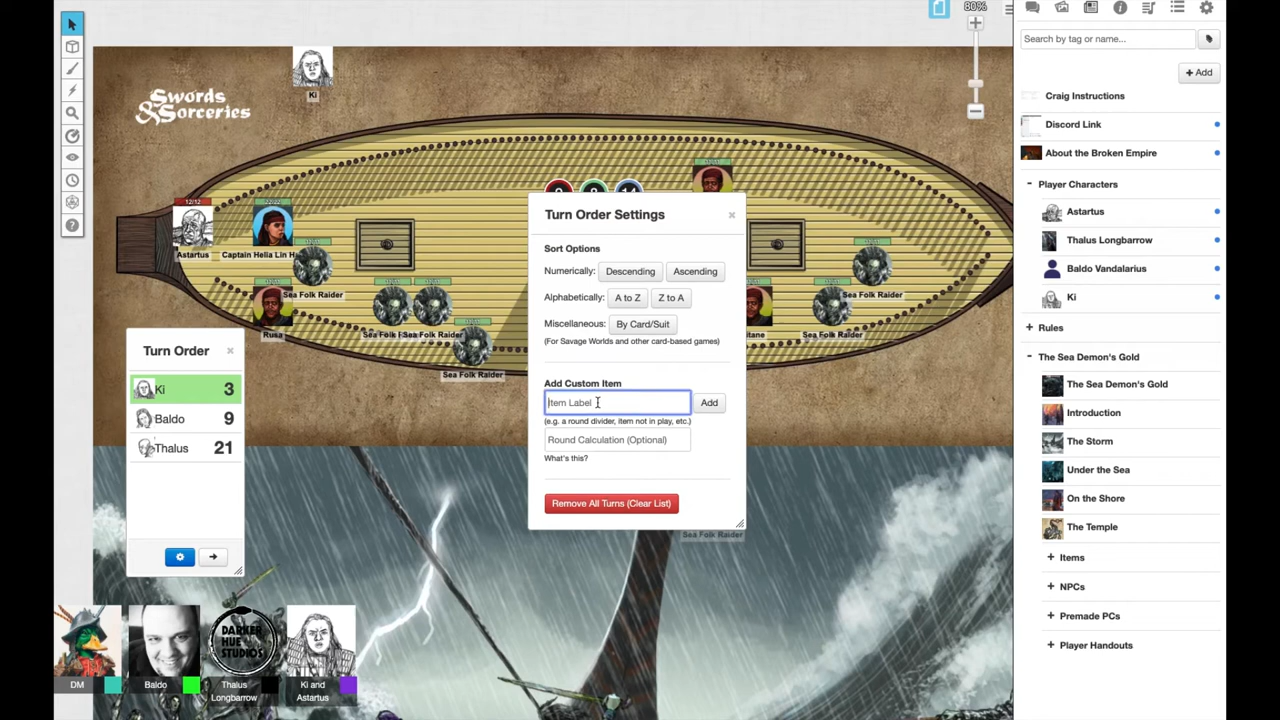 80%
Search by tag or name...
+ Add
Craig Instructions
Discord Link
About the Broken Empire
- Player Characters
Astartus
Thalus Longbarrow
Baldo Vandalarius
Ki
+ Rules
- The Sea Demon's Gold
The Sea Demon's Gold
Introduction
The Storm
Under the Sea
On the Shore
The Temple
+ Items
+ NPCs
+ Premade PCs
+ Player Handouts
Ki
Swords
& Sorceries
12/12
22/22
Astartus
Captain Helia Lin H
Sea Folk Raider
Rusa
Sea Folk Raider
Sea Folk Raider
Sea Folk Raider
Sea Folk Raider
Sea Folk Raider
Turn Order Settings
×
Sort Options
Numerically: Descending Ascending
Alphabetically: A to Z Z to A
Miscellaneous: By Card/Suit
(For Savage Worlds and other card-based games)
Add Custom Item
Item Label Add
(e.g. a round divider, item not in play, etc.)
Round Calculation (Optional)
What's this?
Remove All Turns (Clear List)
Sea Folk Raider
Turn Order ×
Ki 3
Baldo 9
Thalus 21
DARKER
HUE
STUDIOS
DM
Baldo
Thalus
Longbarrow
Ki and
Astartus